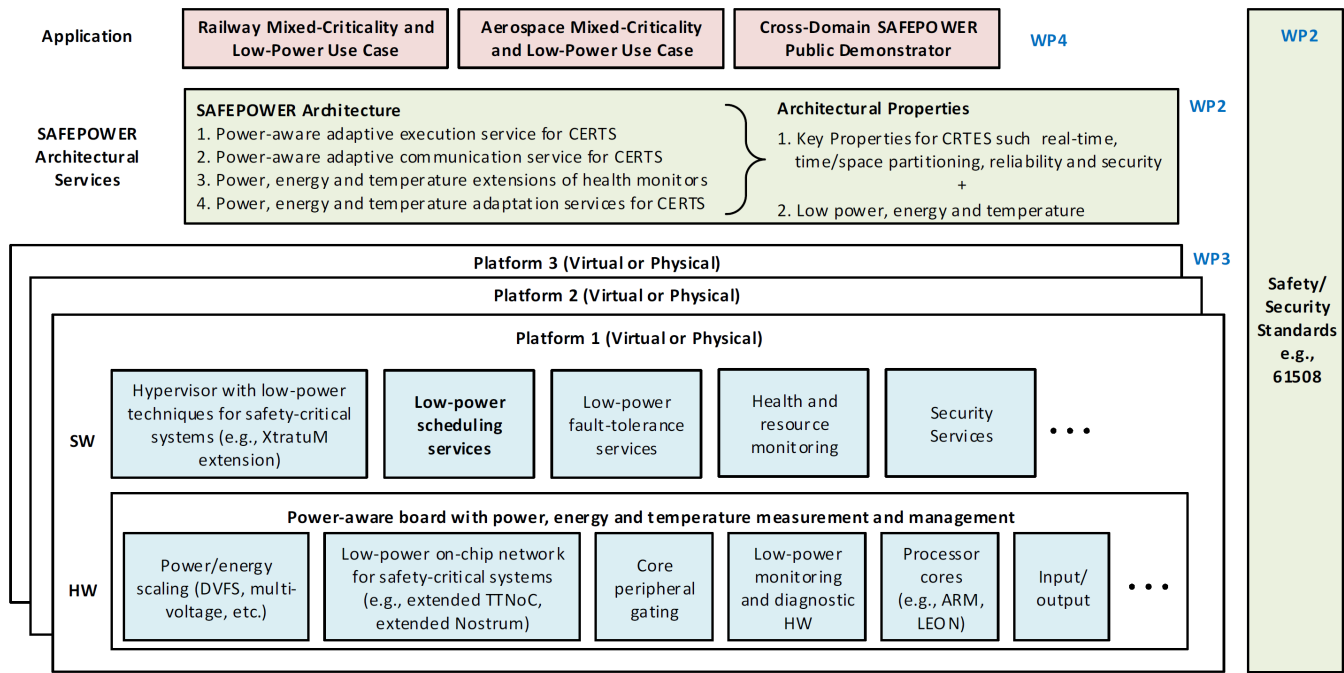 Application
Railway Mixed-Criticality and
Low-Power Use Case
Aerospace Mixed-Criticality
and Low-Power Use Case
Cross-Domain SAFEPOWER
Public Demonstrator
WP4
WP2
SAFEPOWER
Architectural
Services
SAFEPOWER Architecture
1. Power-aware adaptive execution service for CERTS
2. Power-aware adaptive communication service for CERTS
3. Power, energy and temperature extensions of health monitors
4. Power, energy and temperature adaptation services for CERTS
Architectural Properties
1. Key Properties for CRTES such real-time,
time/space partitioning, reliability and security
+
2. Low power, energy and temperature
WP2
Platform 3 (Virtual or Physical)
WP3
Platform 2 (Virtual or Physical)
Platform 1 (Virtual or Physical)
SW
Hypervisor with low-power
techniques for safety-critical
systems (e.g., XtratuM
extension)
Low-power
scheduling
services
Low-power
fault-tolerance
services
Health and
resource
monitoring
Security
Services
• • •
HW
Power-aware board with power, energy and temperature measurement and management
Power/energy
scaling (DVFS, multi-
voltage, etc.)
Low-power on-chip network
for safety-critical systems
(e.g., extended TTNoC,
extended Nostrum)
Core
peripheral
gating
Low-power
monitoring
and diagnostic
HW
Processor
cores
(e.g., ARM,
LEON)
Input/
output
• • •
Safety/
Security
Standards
e.g.,
61508